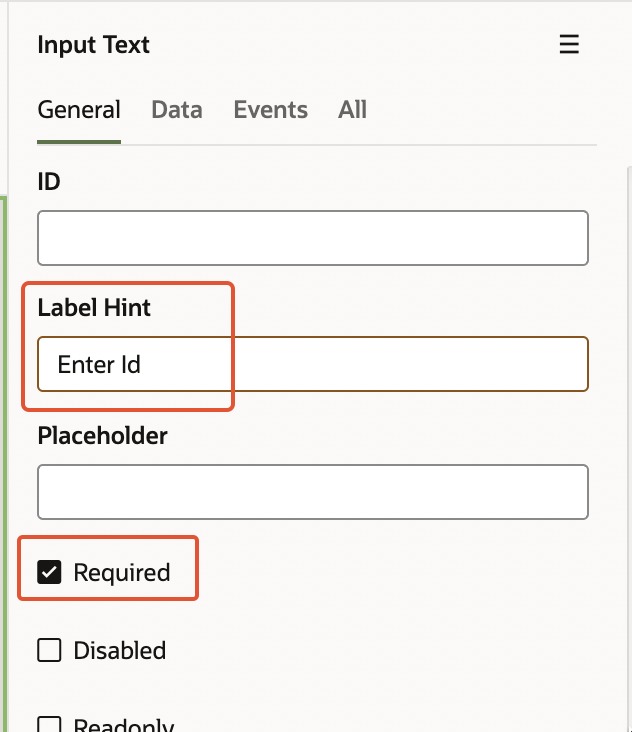 Input Text
General Data Events All
ID
Label Hint
Enter Id
Placeholder
Required
Disabled
Readonly